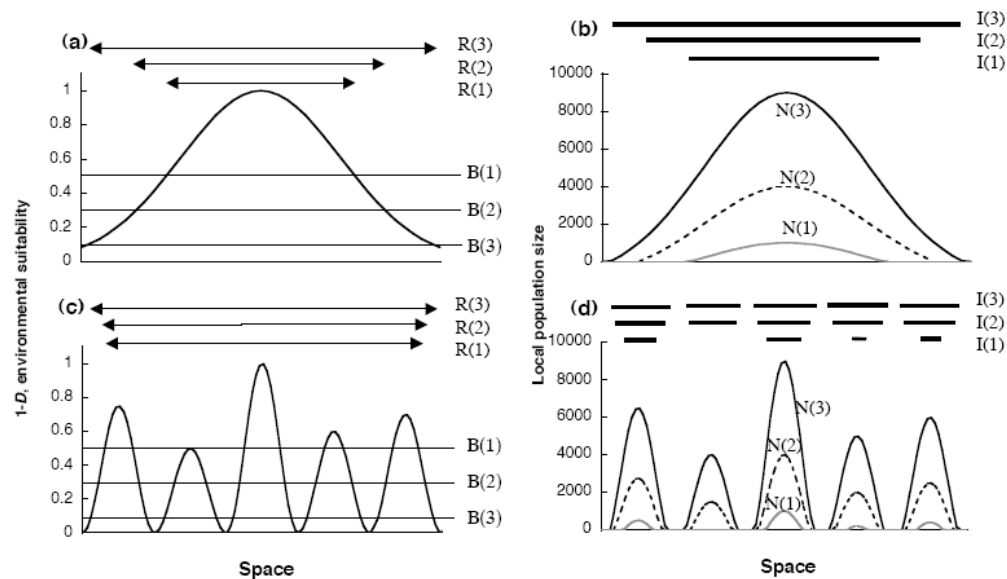 (a)
R(3)
R(2)
R(1)
1
0.8
0.6
0.4
0.2
0
B(1)
B(2)
B(3)
(b)
I(3)
I(2)
I(1)
10000
8000
6000
4000
2000
0
N(3)
N(2)
N(1)
1-D, environmental suitability
Local population size
(c)
R(3)
R(2)
R(1)
1
0.8
0.6
0.4
0.2
0
B(1)
B(2)
B(3)
Space
(d)
I(3)
I(2)
I(1)
10000
8000
6000
4000
2000
0
N(3)
N(2)
N(1)
Space